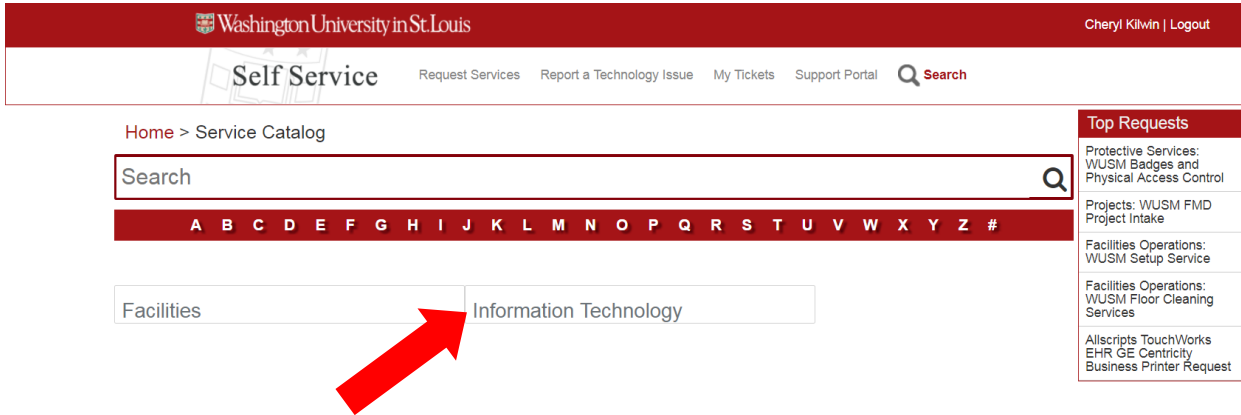 Washington University in St. Louis
Cheryl Kilwin | Logout
Self Service
Request Services Report a Technology Issue My Tickets Support Portal Search
Home > Service Catalog
Search
A B C D E F G H I J K L M N O P Q R S T U V W X Y Z #
Facilities
Information Technology
Top Requests
Protective Services:
WUSM Badges and
Physical Access Control
Projects: WUSM FMD
Project Intake
Facilities Operations:
WUSM Setup Service
Facilities Operations:
WUSM Floor Cleaning
Services
Allscripts TouchWorks
EHR GE Centricity
Business Printer Request